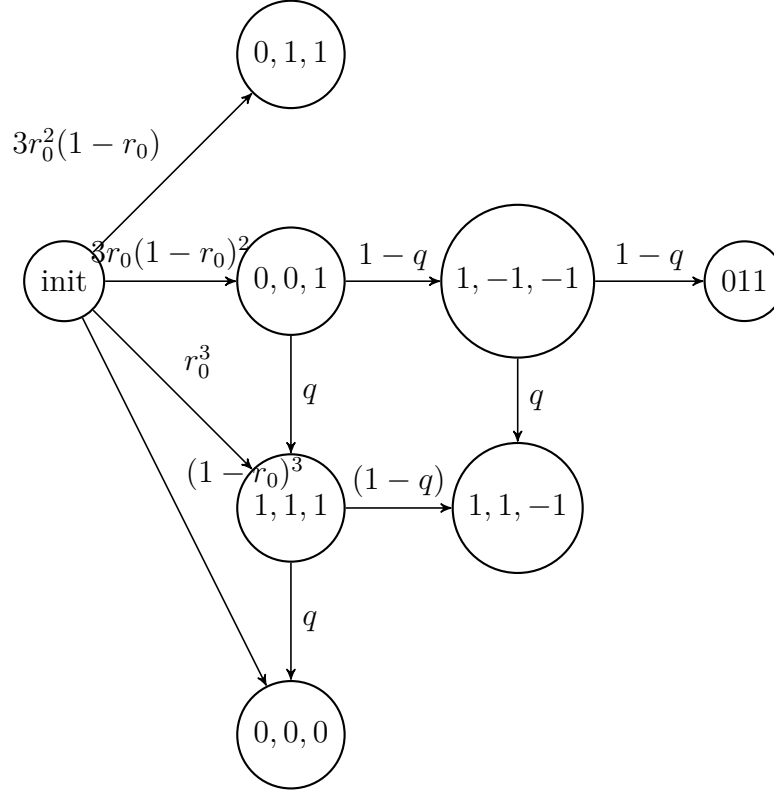 0, 1, 1
3r_0^2(1 − r_0)
3r_0(1 − r_0)^2
1 − q
1 − q
init
0, 0, 1
1, −1, −1
011
r_0^3
q
q
(1 − r_0)^3
(1 − q)
1, 1, 1
1, 1, −1
q
0, 0, 0